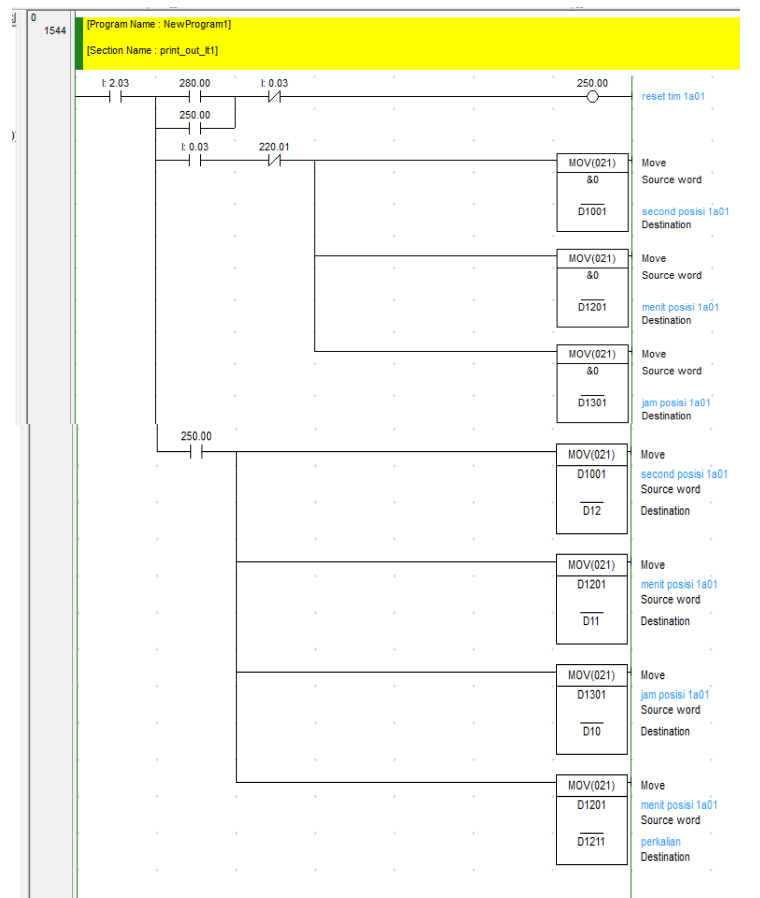 0
1544
[Program Name : NewProgram1]
[Section Name : print_out_lt1]
I: 2.03
280.00
I: 0.03
250.00
reset tim 1a01
250.00
I: 0.03
220.01
MOV(021)
Move
&0
Source word
D1001
second posisi 1a01
Destination
MOV(021)
Move
&0
Source word
D1201
menit posisi 1a01
Destination
MOV(021)
Move
&0
Source word
D1301
jam posisi 1a01
Destination
250.00
MOV(021)
Move
D1001
second posisi 1a01
Source word
D12
Destination
MOV(021)
Move
D1201
menit posisi 1a01
Source word
D11
Destination
MOV(021)
Move
D1301
jam posisi 1a01
Source word
D10
Destination
MOV(021)
Move
D1201
menit posisi 1a01
Source word
D1211
perkalian
Destination